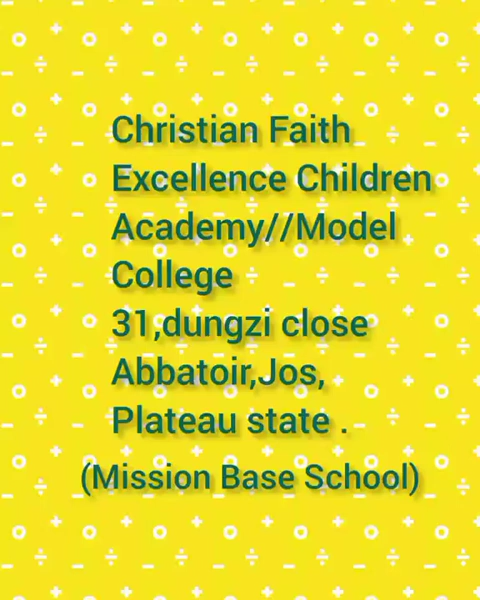 Christian Faith
Excellence Children
Academy//Model
College
31,dungzi close
Abbatoir,Jos,
Plateau state .
(Mission Base School)